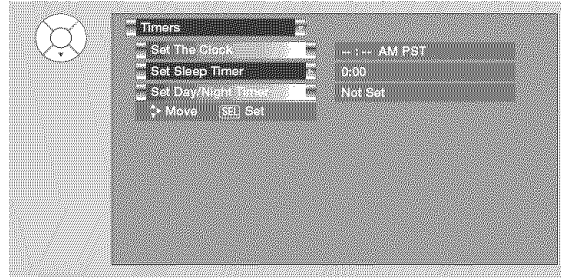 Timers
Set The Clock -- : -- AM PST
Set Sleep Timer 0:00
Set Day/Night Timer Not Set
Move SEL Set